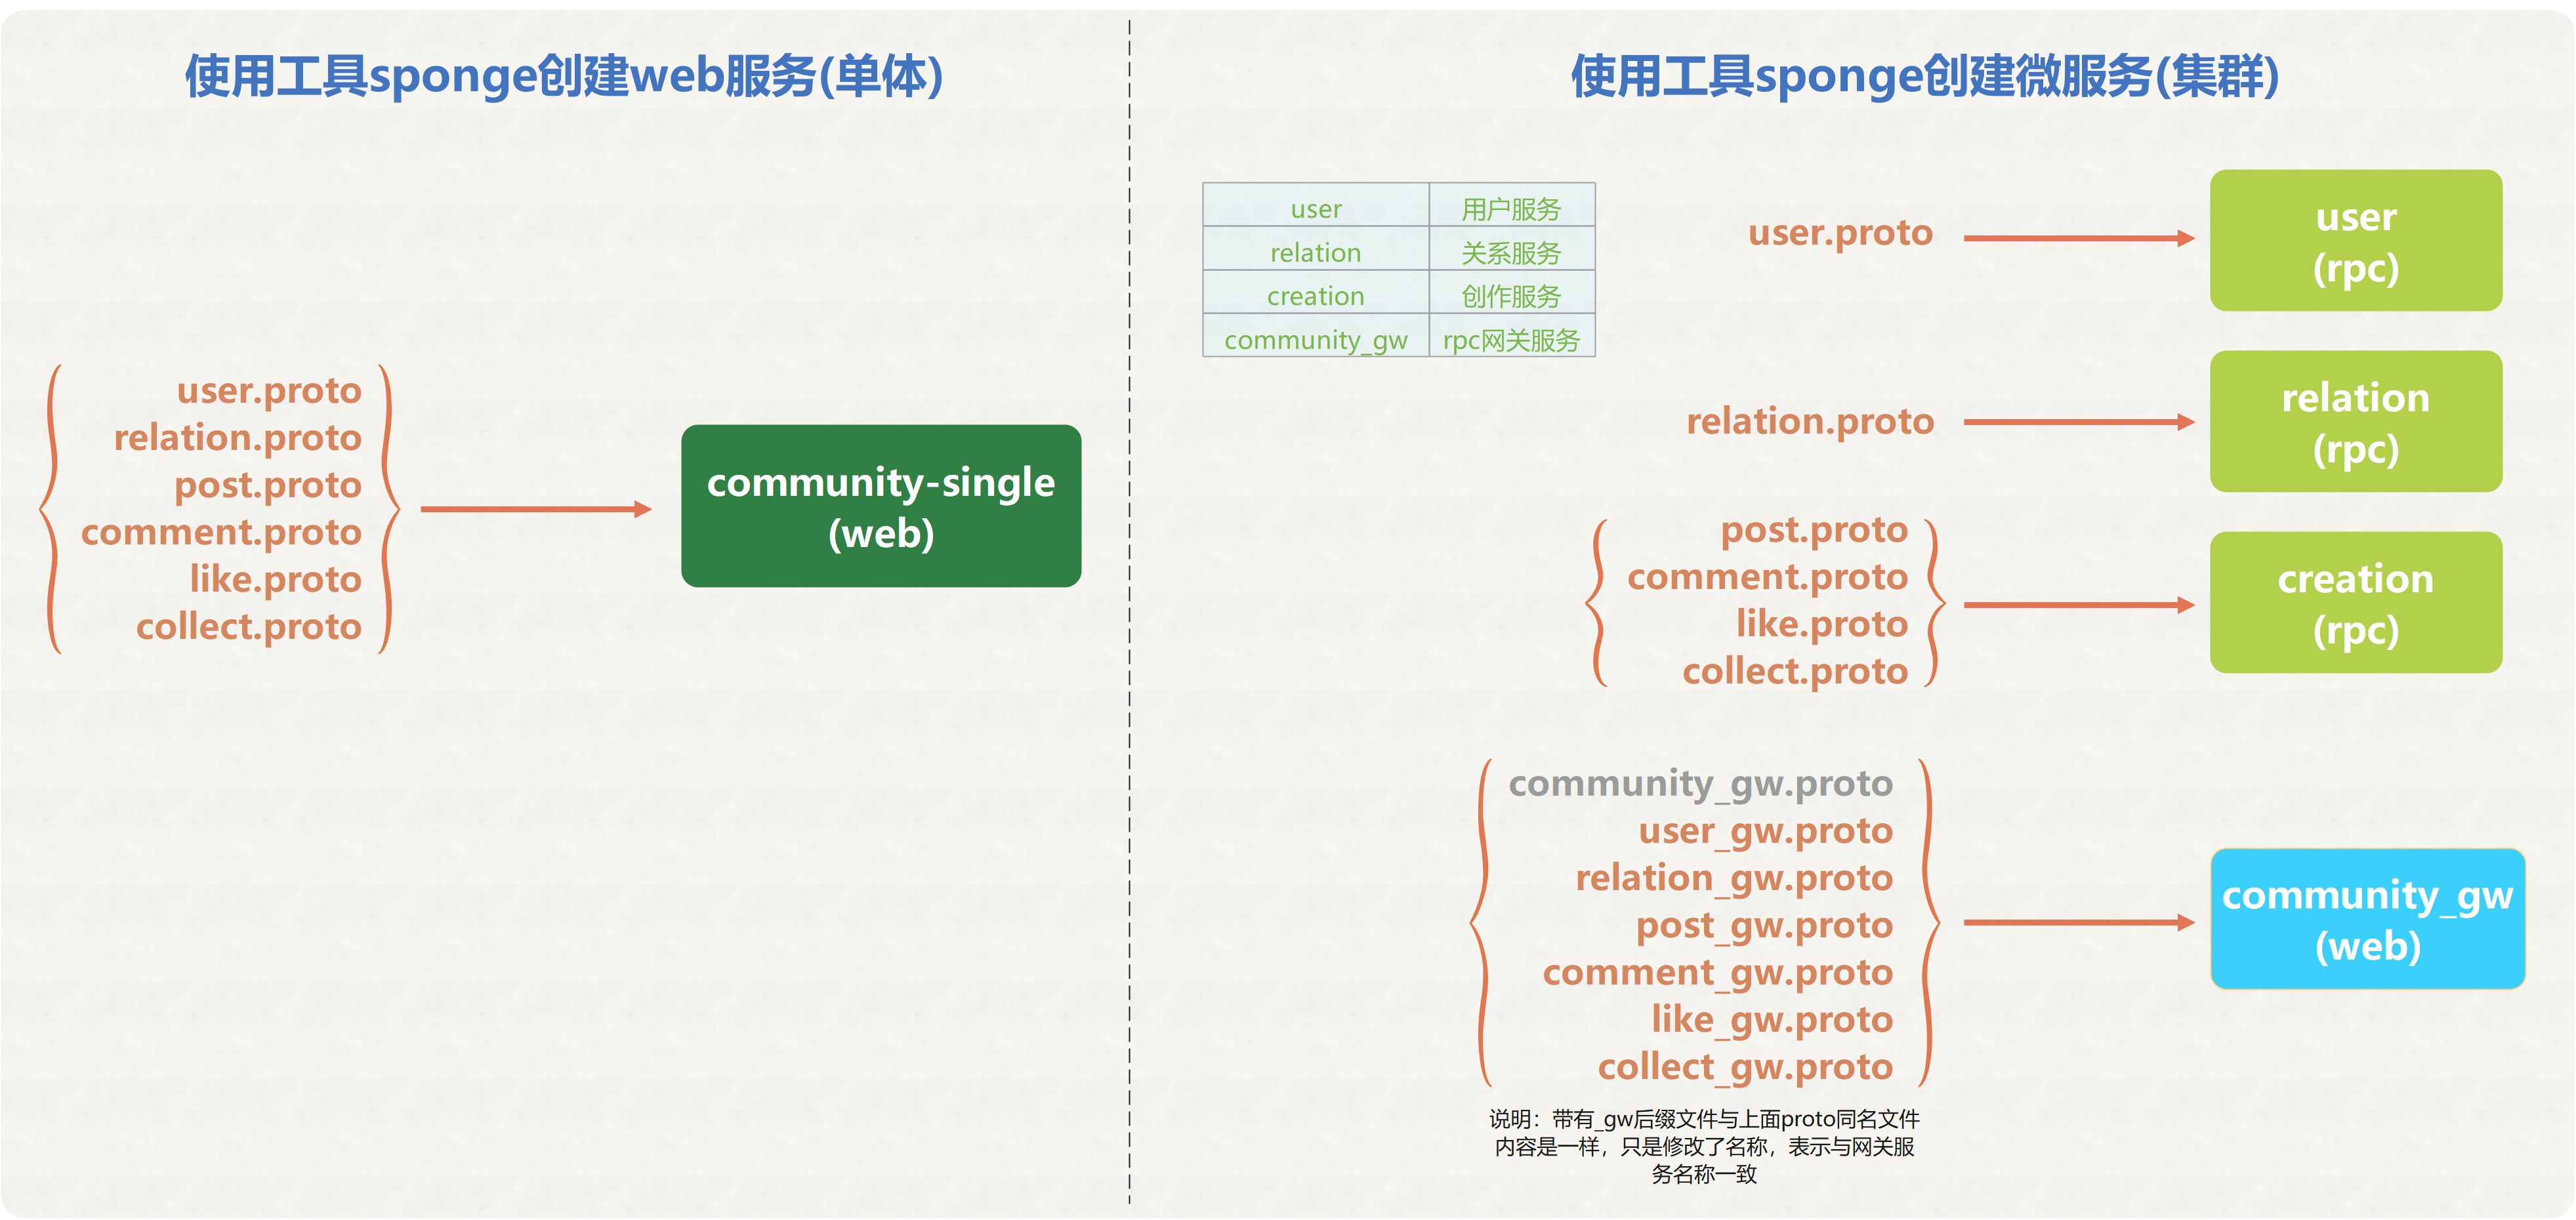 使用工具sponge创建web服务(单体)
user.proto
relation.proto
post.proto
comment.proto
like.proto
collect.proto
community-single
(web)
使用工具sponge创建微服务(集群)
user 用户服务
relation 关系服务
creation 创作服务
community_gw rpc网关服务
user.proto
user
(rpc)
relation.proto
relation
(rpc)
post.proto
comment.proto
like.proto
collect.proto
creation
(rpc)
community_gw.proto
user_gw.proto
relation_gw.proto
post_gw.proto
comment_gw.proto
like_gw.proto
collect_gw.proto
community_gw
(web)
说明：带有_gw后缀文件与上面proto同名文件
内容是一样，只是修改了名称，表示与网关服
务名称一致